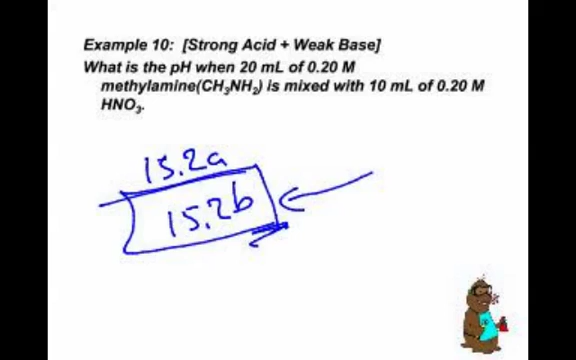 Example 10: [Strong Acid + Weak Base]
What is the pH when 20 mL of 0.20 M
methylamine(CH₃NH₂) is mixed with 10 mL of 0.20 M
HNO₃.
15.2a
15.2b